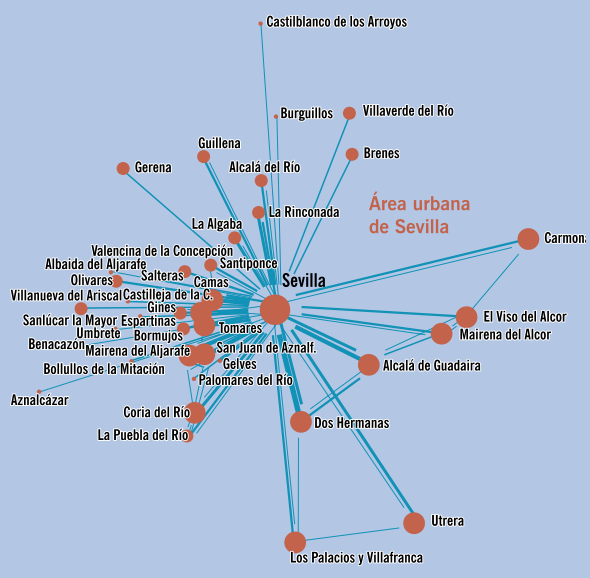 Castilblanco de los Arroyos
Burguillos
Villaverde del Río
Guillena
Brenes
Gerena
Alcalá del Río
Área urbana
de Sevilla
La Rinconada
La Algaba
Carmona
Valencina de la Concepción
Albaida del Aljarafe
Santiponce
Salteras
Olivares
Camas
Sevilla
Villanueva del Ariscal
Castilleja de la C.
Gines
El Viso del Alcor
Sanlúcar la Mayor
Espartinas
Tomares
Umbrete
Bormujos
Mairena del Alcor
Benacazón
Mairena del Aljarafe
San Juan de Aznalf.
Gelves
Alcalá de Guadaira
Bollullos de la Mitación
Palomares del Río
Aznalcázar
Coria del Río
Dos Hermanas
La Puebla del Río
Utrera
Los Palacios y Villafranca